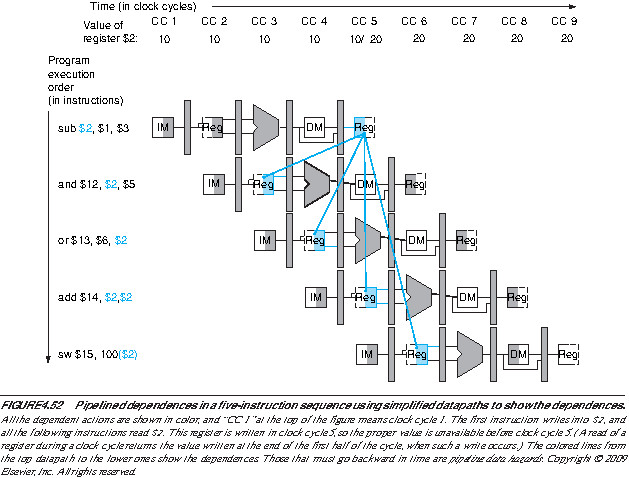 Time (in clock cycles)
CC 1 CC 2 CC 3 CC 4 CC 5 CC 6 CC 7 CC 8 CC 9
Value of
register $2: 10 10 10 10 10/ 20 20 20 20 20
Program
execution
order
(in instructions)
sub $2, $1, $3
IM Reg DM Reg
and $12, $2, $5
IM Reg DM Reg
or $13, $6, $2
IM Reg DM Reg
add $14, $2,$2
IM Reg DM Reg
sw $15, 100($2)
IM Reg DM Reg
FIGURE4.52 Pipelined dependences in a five-instruction sequence using simplified datapaths to show the dependences.
All the dependent actions are shown in color, and "CC 1" at the top of the figure means clock cycle 1. The first instruction writes into $2, and
all the following instructions read $2. This register is written in clock cycle 5, so the proper value is unavailable before clock cycle 5. (A read of a
register during a clock cycle returns the value written at the end of the first half of the cycle, when such a write occurs.) The colored lines from
the top datapath to the lower ones show the dependences. Those that must go backward in time are pipeline data hazards. Copyright © 2009
Elsevier, Inc. All rights reserved.